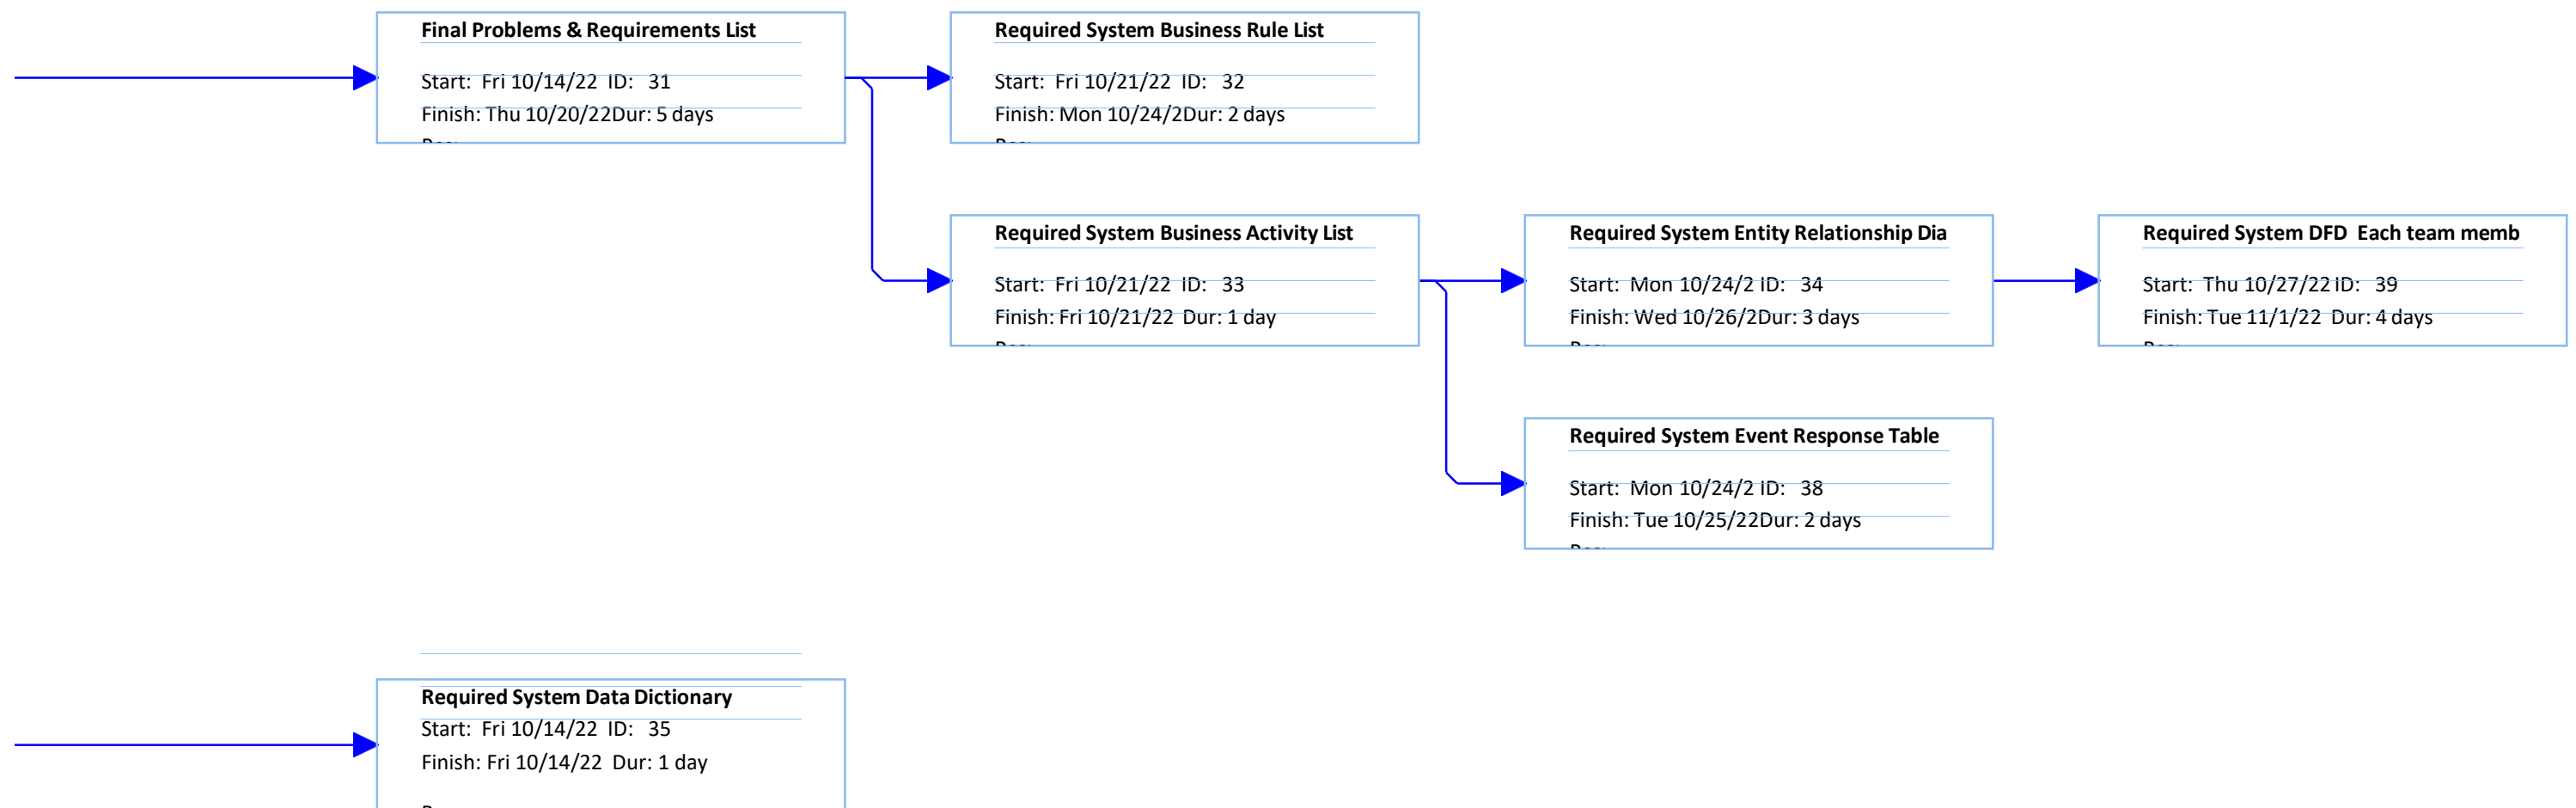 Final Problems & Requirements List
Start: Fri 10/14/22 ID: 31
Finish: Thu 10/20/22Dur: 5 days
Required System Business Rule List
Start: Fri 10/21/22 ID: 32
Finish: Mon 10/24/2Dur: 2 days
Required System Business Activity List
Start: Fri 10/21/22 ID: 33
Finish: Fri 10/21/22 Dur: 1 day
Required System Entity Relationship Dia
Start: Mon 10/24/2 ID: 34
Finish: Wed 10/26/2Dur: 3 days
Required System DFD Each team memb
Start: Thu 10/27/22 ID: 39
Finish: Tue 11/1/22 Dur: 4 days
Required System Event Response Table
Start: Mon 10/24/2 ID: 38
Finish: Tue 10/25/22Dur: 2 days
Required System Data Dictionary
Start: Fri 10/14/22 ID: 35
Finish: Fri 10/14/22 Dur: 1 day